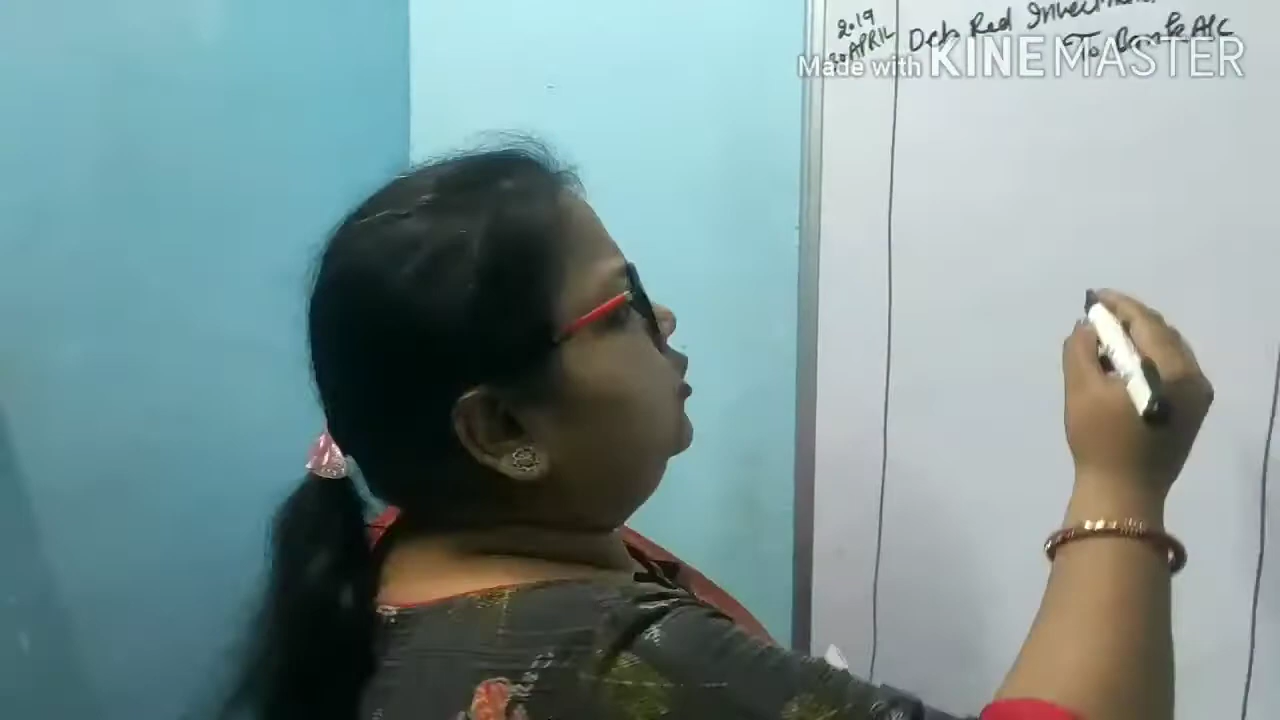 2019
30 APRIL
Deb Red Investment
To Bank A/C
Made with KINEMASTER